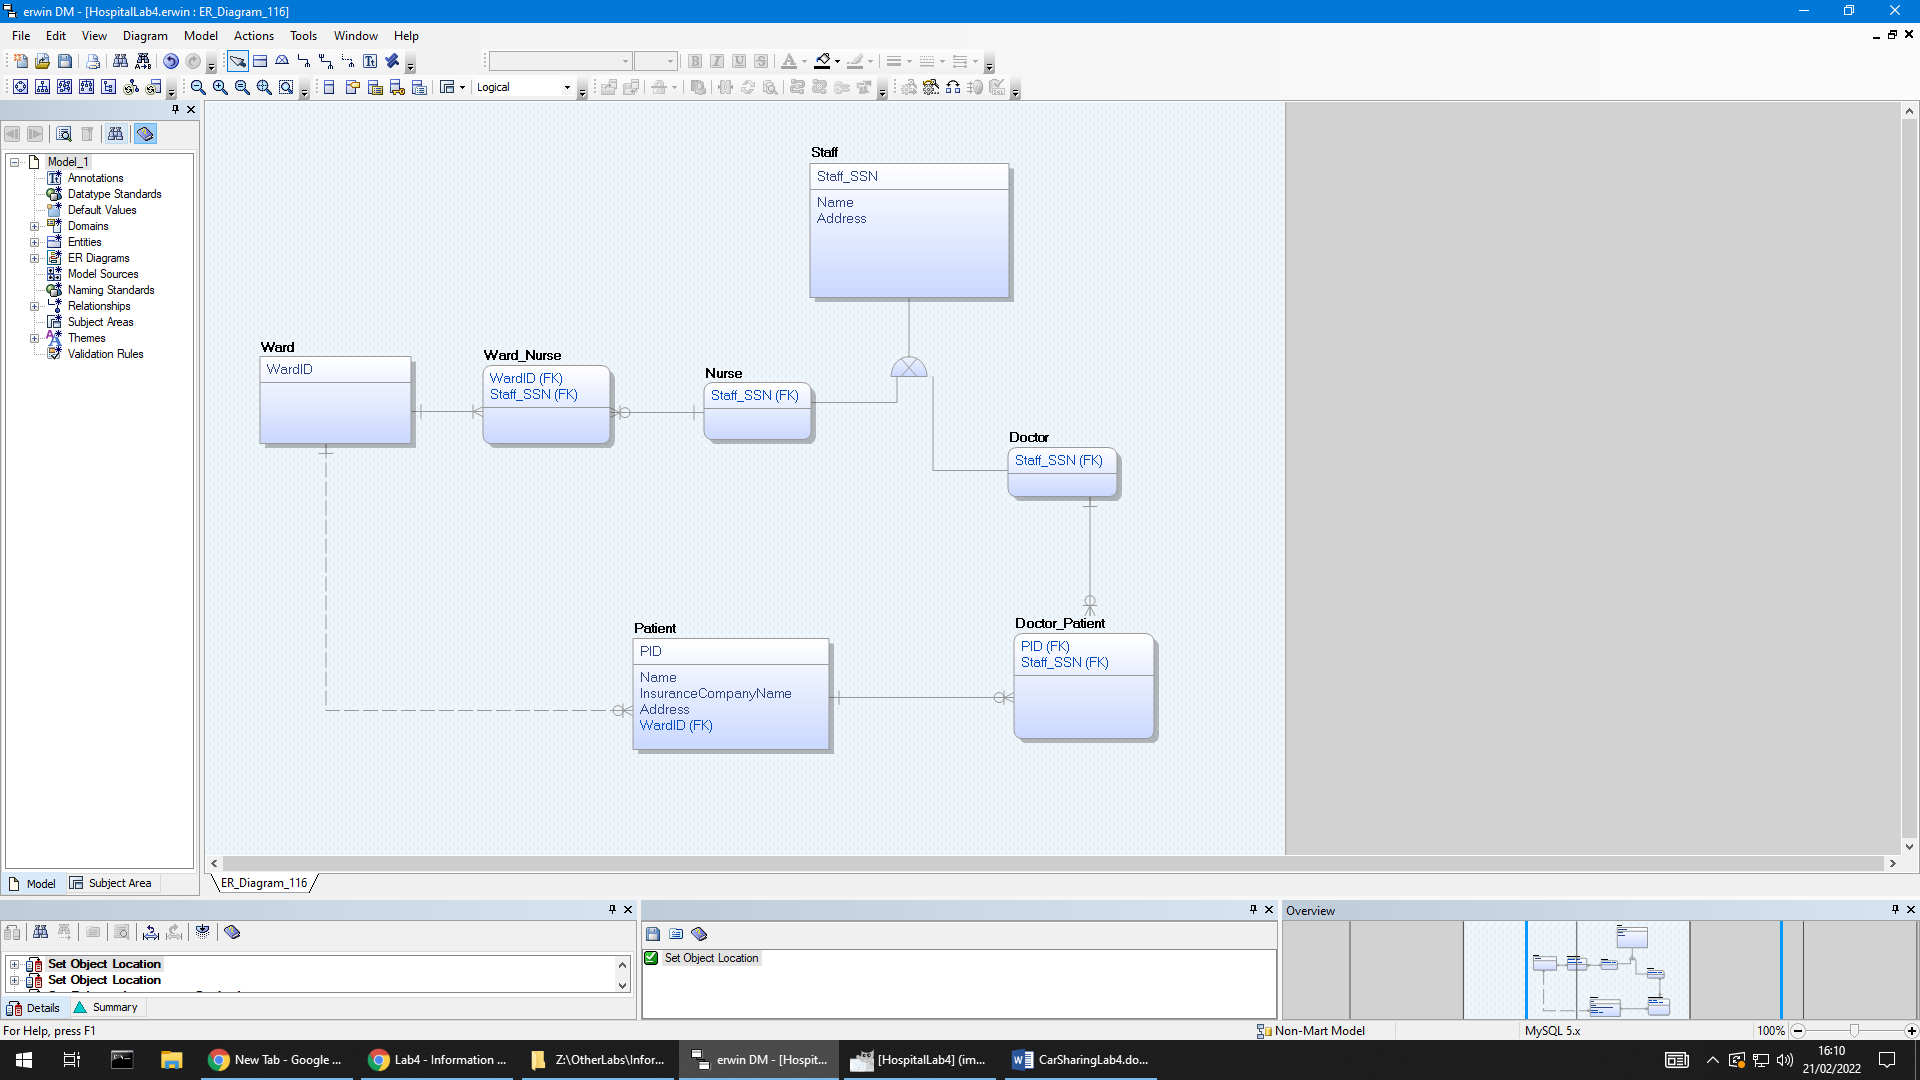 erwin DM - [HospitalLab4.erwin : ER_Diagram_116]
File Edit View Diagram Model Actions Tools Window Help
Logical
Model_1
Annotations
Datatype Standards
Default Values
Domains
Entities
ER Diagrams
Model Sources
Naming Standards
Relationships
Subject Areas
Themes
Validation Rules
Model
Subject Area
Staff
Staff_SSN
Name
Address
Ward
WardID
Ward_Nurse
WardID (FK)
Staff_SSN (FK)
Nurse
Staff_SSN (FK)
Doctor
Staff_SSN (FK)
Patient
PID
Name
InsuranceCompanyName
Address
WardID (FK)
Doctor_Patient
PID (FK)
Staff_SSN (FK)
ER_Diagram_116
Set Object Location
Set Object Location
Details
Summary
Set Object Location
Overview
For Help, press F1
Non-Mart Model
MySQL 5.x
100%
New Tab - Google ...
Lab4 - Information ...
Z:\OtherLabs\Infor...
erwin DM - [Hospit...
[HospitalLab4] (im...
CarSharingLab4.do...
16:10
21/02/2022